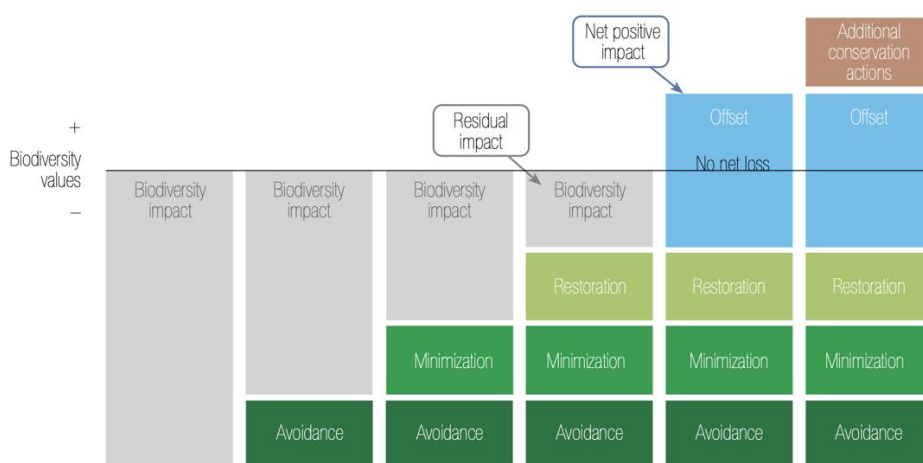 Net positive
impact
Additional
conservation
actions
Residual
impact
Offset
Offset
+
Biodiversity
values
–
No net loss
Biodiversity
impact
Biodiversity
impact
Biodiversity
impact
Biodiversity
impact
Restoration
Restoration
Restoration
Minimization
Minimization
Minimization
Minimization
Avoidance
Avoidance
Avoidance
Avoidance
Avoidance